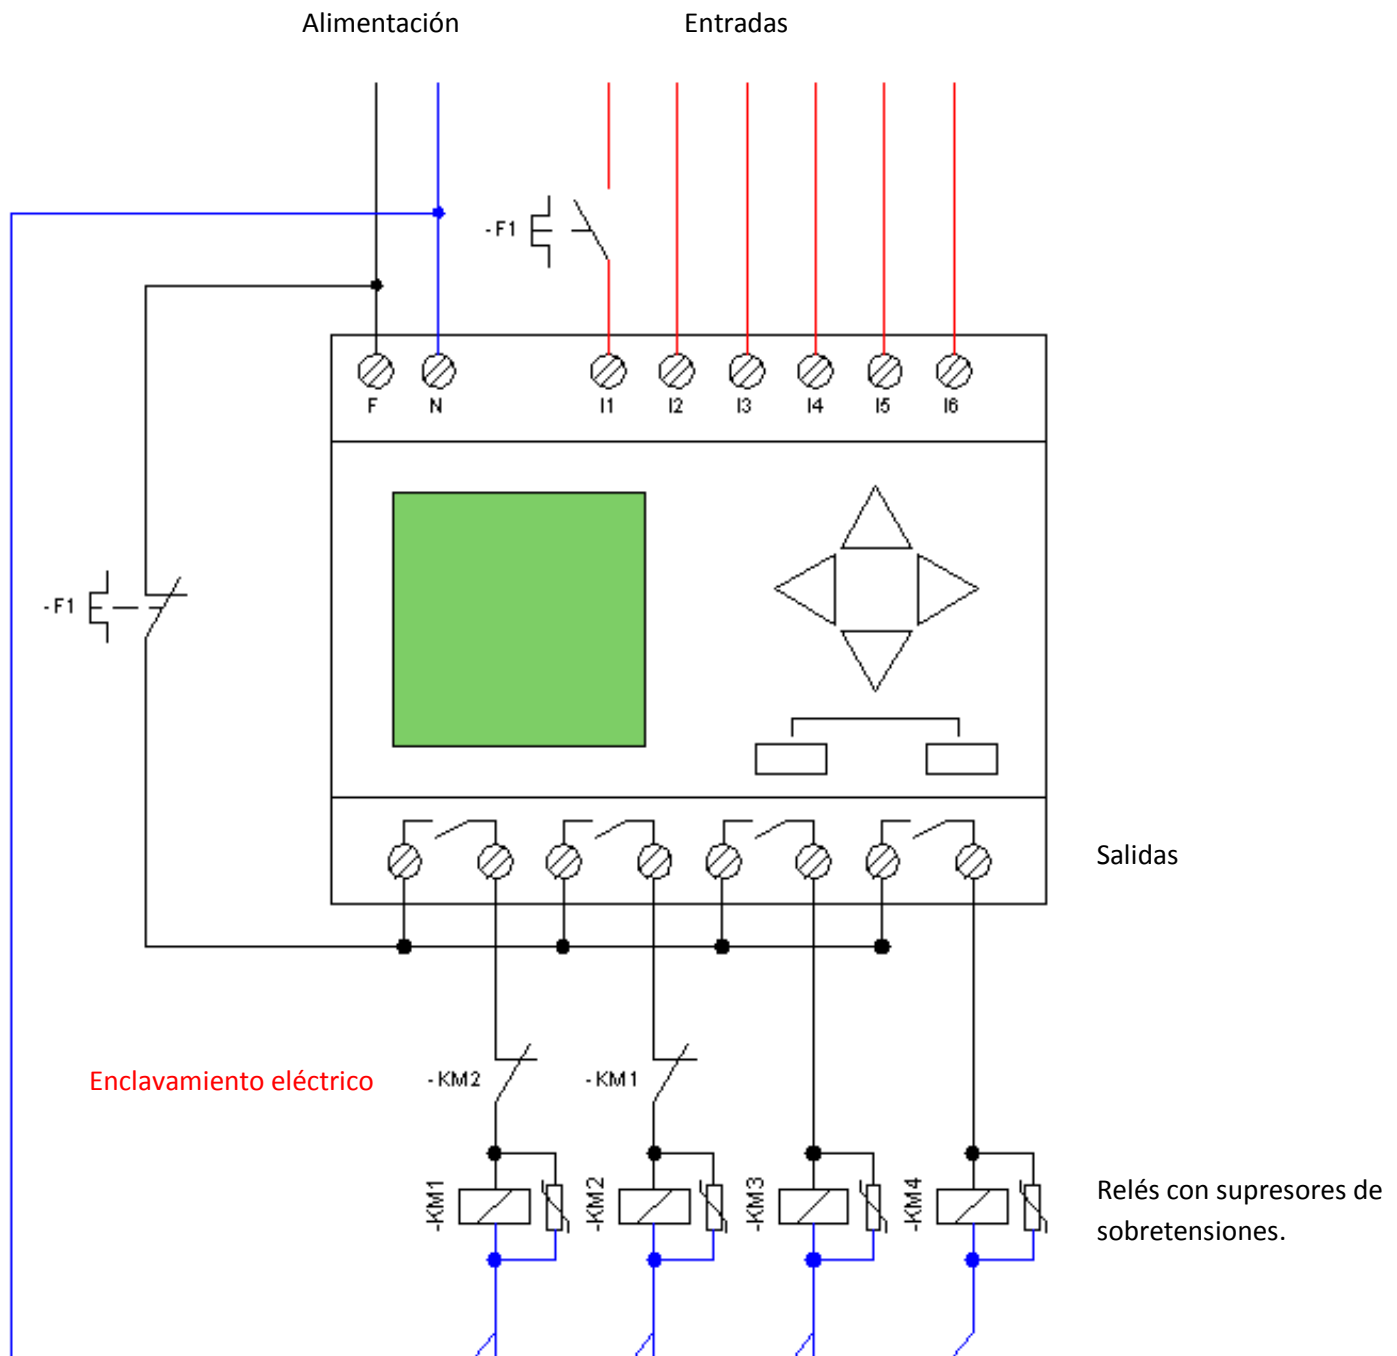 Alimentación
Entradas
-F1
F
N
I1
I2
I3
I4
I5
I6
-F1
Salidas
Enclavamiento eléctrico
-KM2
-KM1
-KM1
-KM2
-KM3
-KM4
Relés con supresores de
sobretensiones.